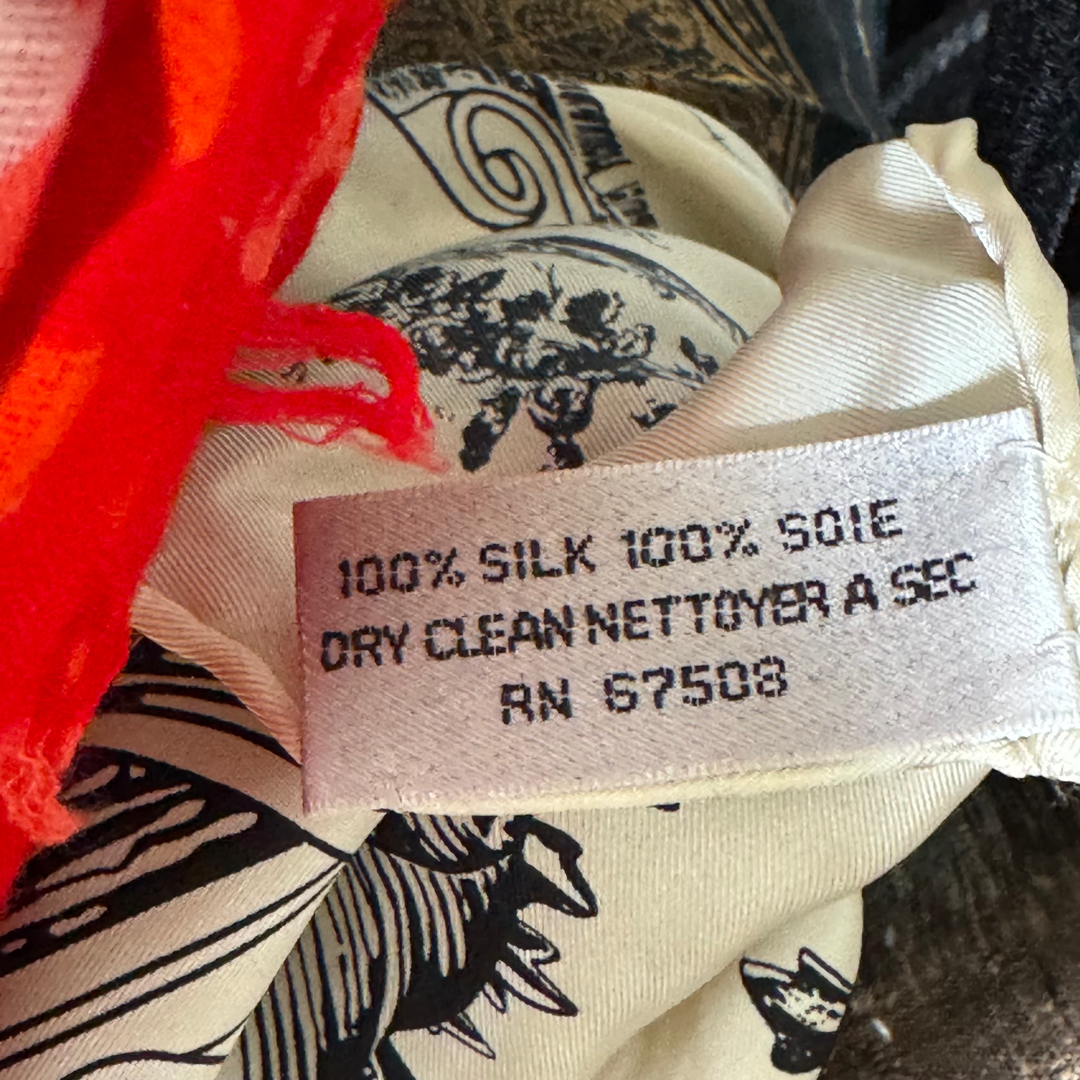 100% SILK 100% SOIE
DRY CLEAN NETTOYER A SEC
RN 67508